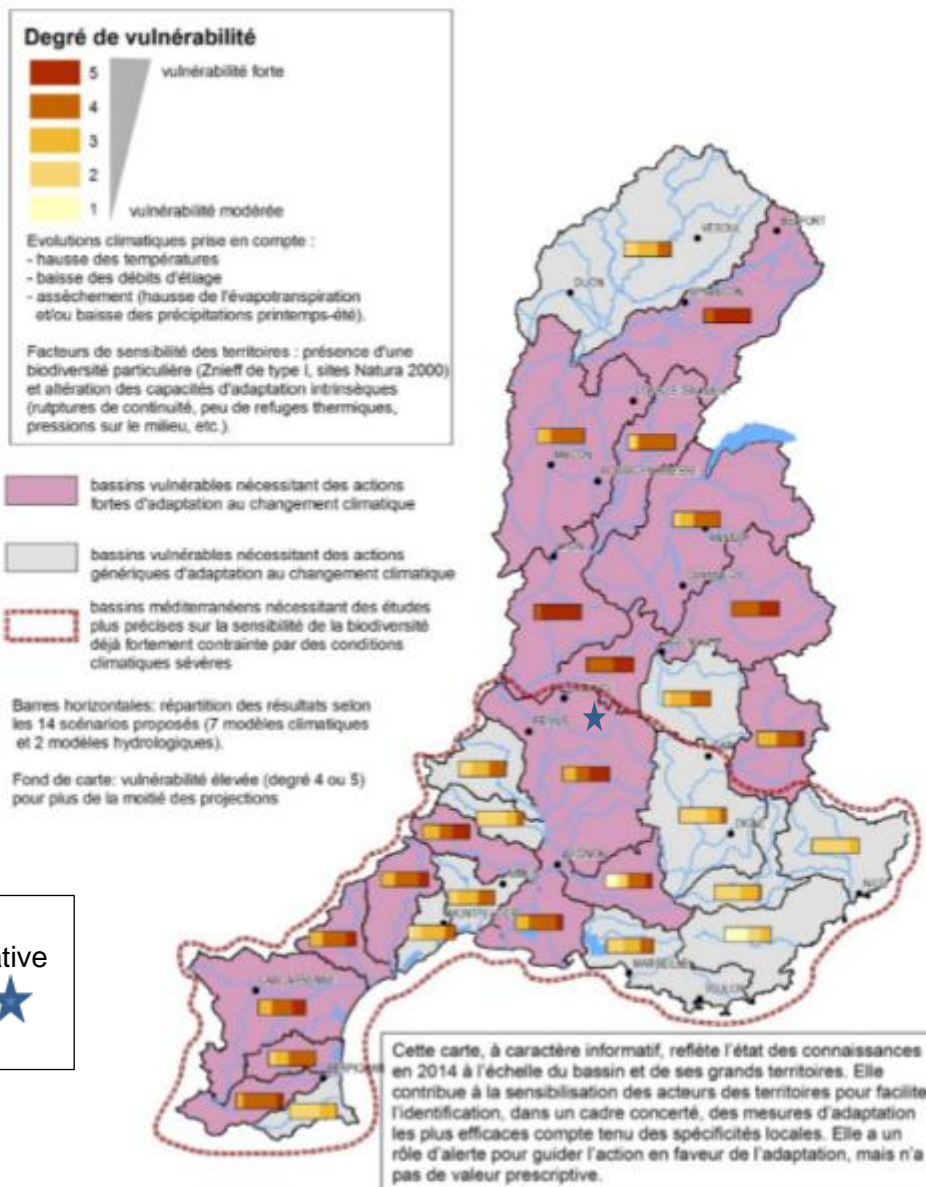 Degré de vulnérabilité
5
vulnérabilité forte
4
3
2
1
vulnérabilité modérée
Evolutions climatiques prise en compte :
- hausse des températures
- baisse des débits d'étiage
- assèchement (hausse de l'évapotranspiration
et/ou baisse des précipitations printemps-été).
Facteurs de sensibilité des territoires : présence d'une
biodiversité particulière (Znieff de type I, sites Natura 2000)
et altération des capacités d'adaptation intrinsèques
(rutptures de continuité, peu de refuges thermiques,
pressions sur le milieu, etc.).
bassins vulnérables nécessitant des actions
fortes d'adaptation au changement climatique
bassins vulnérables nécessitant des actions
génériques d'adaptation au changement climatique
bassins méditerranéens nécessitant des études
plus précises sur la sensibilité de la biodiversité
déjà fortement contrainte par des conditions
climatiques sévères
Barres horizontales: répartition des résultats selon
les 14 scénarios proposés (7 modèles climatiques
et 2 modèles hydrologiques).
Fond de carte: vulnérabilité élevée (degré 4 ou 5)
pour plus de la moitié des projections
VESOUL
BELFORT
DIJON
MACON
DIGNE
AVIGNON
NICE
MARSEILLE
TOULON
CARCASSONNE
PERPIGNAN
ative
Cette carte, à caractère informatif, reflète l'état des connaissances
en 2014 à l'échelle du bassin et de ses grands territoires. Elle
contribue à la sensibilisation des acteurs des territoires pour facilite
l'identification, dans un cadre concerté, des mesures d'adaptation
les plus efficaces compte tenu des spécificités locales. Elle a un
rôle d'alerte pour guider l'action en faveur de l'adaptation, mais n'a
pas de valeur prescriptive.